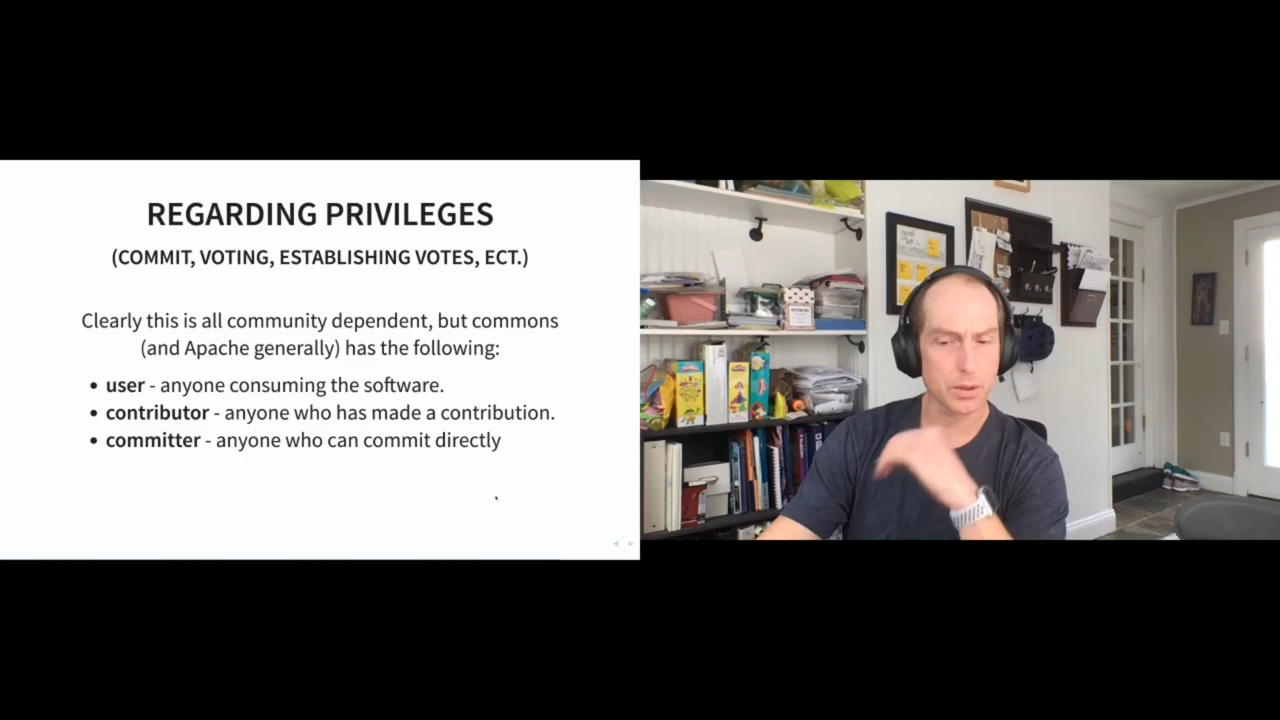 REGARDING PRIVILEGES
(COMMIT, VOTING, ESTABLISHING VOTES, ECT.)
Clearly this is all community dependent, but commons
(and Apache generally) has the following:
• user - anyone consuming the software.
• contributor - anyone who has made a contribution.
• committer - anyone who can commit directly